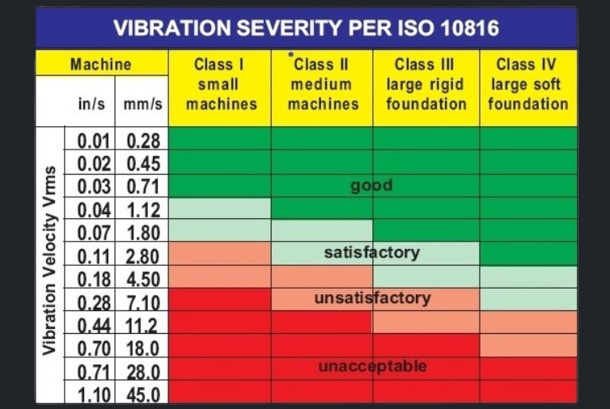 VIBRATION SEVERITY PER ISO 10816
Machine Class I Class II Class III Class IV
small medium large rigid large soft
in/s mm/s machines machines foundation foundation
Vibration Velocity Vrms
0.01 0.28
0.02 0.45
0.03 0.71 good
0.04 1.12
0.07 1.80
0.11 2.80 satisfactory
0.18 4.50
0.28 7.10 unsatisfactory
0.44 11.2
0.70 18.0
0.71 28.0 unacceptable
1.10 45.0